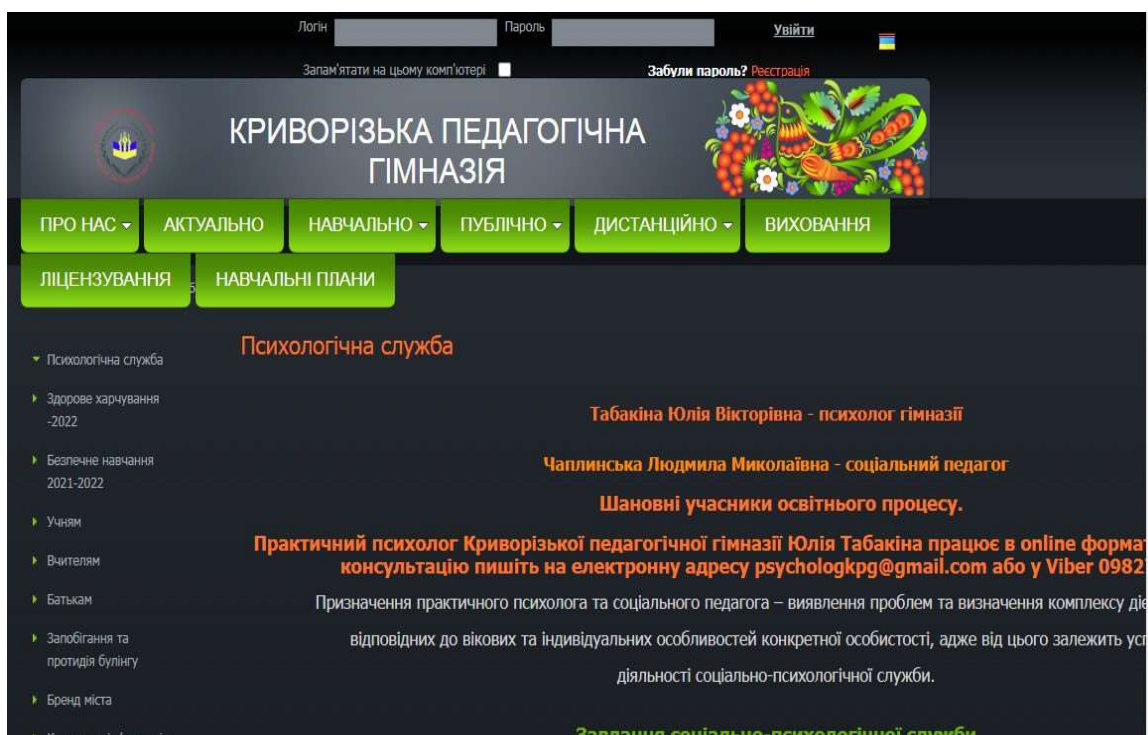 Логін Пароль Увійти
Запам'ятати на цьому комп'ютері Забули пароль? Реєстрація
КРИВОРІЗЬКА ПЕДАГОГІЧНА
ГІМНАЗІЯ
ПРО НАС АКТУАЛЬНО НАВЧАЛЬНО ПУБЛІЧНО ДИСТАНЦІЙНО ВИХОВАННЯ
ЛІЦЕНЗУВАННЯ НАВЧАЛЬНІ ПЛАНИ
Психологічна служба
Здорове харчування
-2022
Безпечне навчання
2021-2022
Учням
Вчителям
Батькам
Запобігання та
протидія булінгу
Бренд міста
Психологічна служба
Табакіна Юлія Вікторівна - психолог гімназії
Чаплинська Людмила Миколаївна - соціальний педагог
Шановні учасники освітнього процесу.
Практичний психолог Криворізької педагогічної гімназії Юлія Табакіна працює в online форма
консультацію пишіть на електронну адресу psychologkpg@gmail.com або у Viber 0982
Призначення практичного психолога та соціального педагога – виявлення проблем та визначення комплексу ді
відповідних до вікових та індивідуальних особливостей конкретної особистості, адже від цього залежить ус
діяльності соціально-психологічної служби.
Завдання соціально-психологічної служби